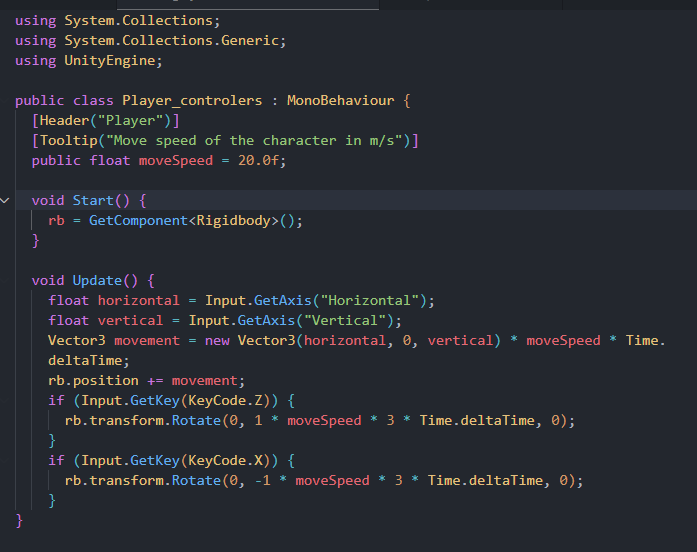 using System.Collections;
using System.Collections.Generic;
using UnityEngine;

public class Player_controlers : MonoBehaviour {
  [Header("Player")]
  [Tooltip("Move speed of the character in m/s")]
  public float moveSpeed = 20.0f;

  void Start() {
    rb = GetComponent<Rigidbody>();
  }

  void Update() {
    float horizontal = Input.GetAxis("Horizontal");
    float vertical = Input.GetAxis("Vertical");
    Vector3 movement = new Vector3(horizontal, 0, vertical) * moveSpeed * Time.
    deltaTime;
    rb.position += movement;
    if (Input.GetKey(KeyCode.Z)) {
      rb.transform.Rotate(0, 1 * moveSpeed * 3 * Time.deltaTime, 0);
    }
    if (Input.GetKey(KeyCode.X)) {
      rb.transform.Rotate(0, -1 * moveSpeed * 3 * Time.deltaTime, 0);
    }
}